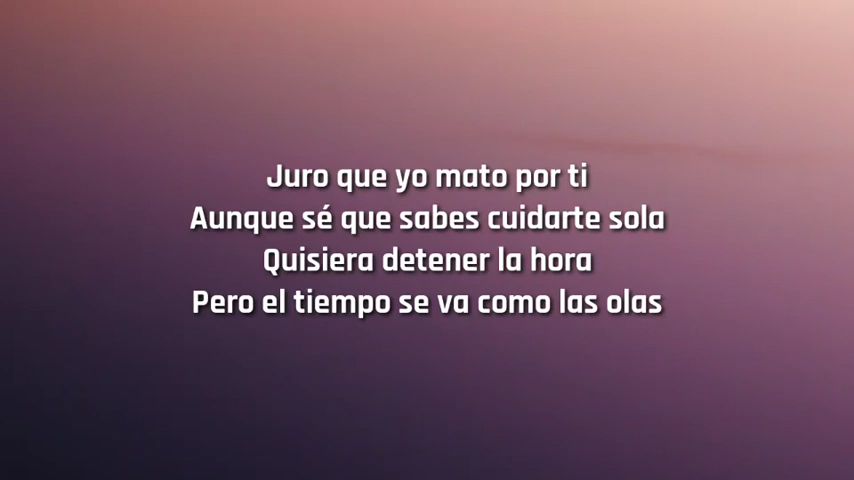 Juro que yo mato por ti
Aunque sé que sabes cuidarte sola
Quisiera detener la hora
Pero el tiempo se va como las olas